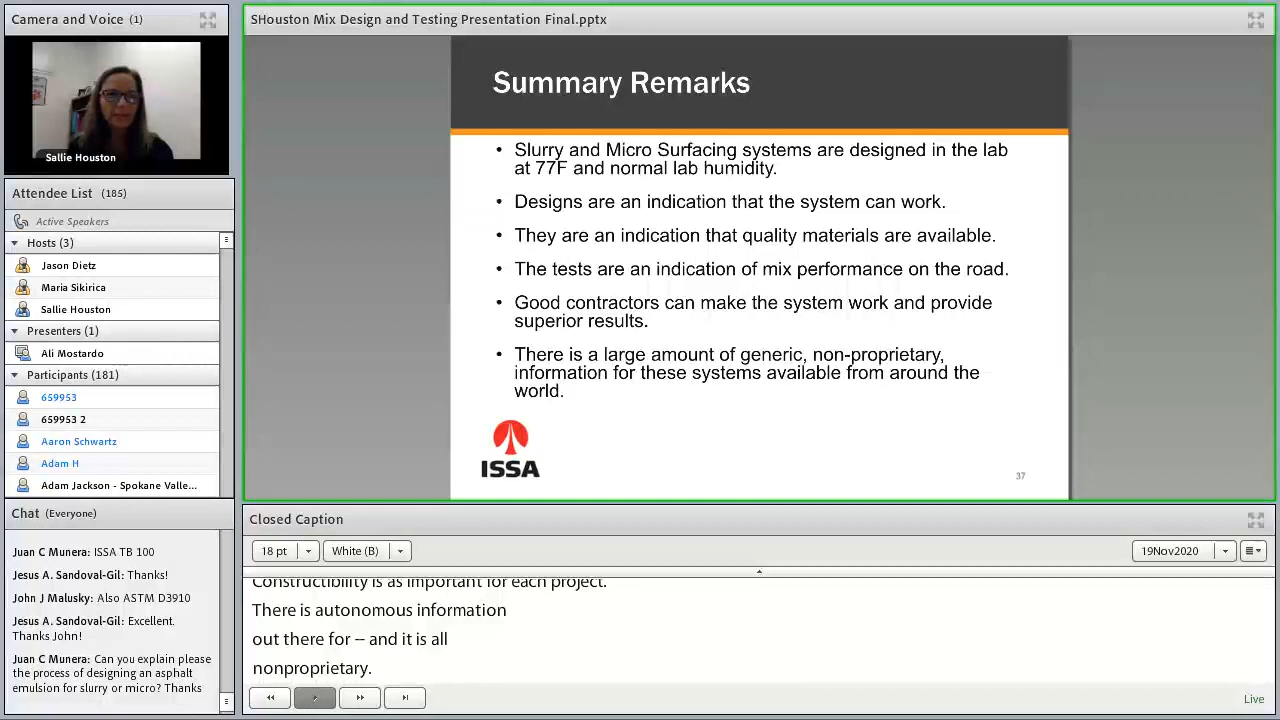 Camera and Voice (1)
Sallie Houston
Attendee List (185)
Active Speakers
Hosts (3)
Jason Dietz
Maria Sikirica
Sallie Houston
Presenters (1)
Ali Mostardo
Participants (181)
659953
659953 2
Aaron Schwartz
Adam H
Adam Jackson - Spokane Valle...
Chat (Everyone)
Juan C Munera: ISSA TB 100
Jesus A. Sandoval-Gil: Thanks!
John J Malusky: Also ASTM D3910
Jesus A. Sandoval-Gil: Excellent.
Thanks John!
Juan C Munera: Can you explain please
the process of designing an asphalt
emulsion for slurry or micro? Thanks
SHouston Mix Design and Testing Presentation Final.pptx
Summary Remarks
• Slurry and Micro Surfacing systems are designed in the lab
at 77F and normal lab humidity.
• Designs are an indication that the system can work.
• They are an indication that quality materials are available.
• The tests are an indication of mix performance on the road.
• Good contractors can make the system work and provide
superior results.
• There is a large amount of generic, non-proprietary,
information for these systems available from around the
world.
ISSA
37
Closed Caption
18 pt
White (B)
19Nov2020
Constructibility is as important for each project.
There is autonomous information
out there for -- and it is all
nonproprietary.
Live